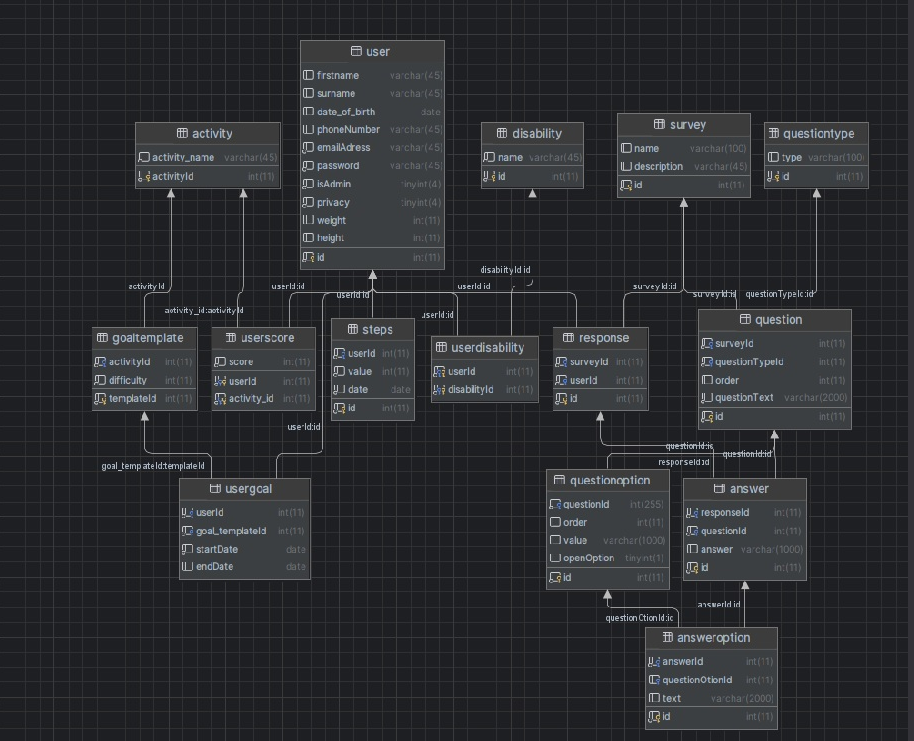 user
firstname varchar(45)
surname varchar(45)
date_of_birth date
phoneNumber varchar(45)
emailAdress varchar(45)
password varchar(45)
isAdmin tinyint(4)
privacy tinyint(4)
weight int(11)
height int(11)
id int(11)
activity
activity_name varchar(45)
activityId int(11)
disability
name varchar(45)
id int(11)
survey
name varchar(100)
description varchar(45)
id int(11)
questiontype
type varchar(100)
id int(11)
activityId
activity_id:activityId
userId:id
userId:id
userId:id
userId:id
disabilityId:id
surveyId:id
surveyId:id
questionTypeId:id
goaltemplate
activityId int(11)
difficulty int(11)
templateId int(11)
userscore
score int(11)
userId int(11)
activity_id int(11)
steps
userId int(11)
value int(11)
date date
id int(11)
userdisability
userId int(11)
disabilityId int(11)
response
surveyId int(11)
userId int(11)
id int(11)
question
surveyId int(11)
questionTypeId int(11)
order int(11)
questionText varchar(2000)
id int(11)
userId:id
goal_templateId:templateId
questionId:id
questionId:id
responseId:id
usergoal
userId int(11)
goal_templateId int(11)
startDate date
endDate date
questionoption
questionId int(255)
order int(11)
value varchar(1000)
openOption tinyint(1)
id int(11)
answer
responseId int(11)
questionId int(11)
answer varchar(1000)
id int(11)
answerId:id
questionOtionId:id
answeroption
answerId int(11)
questionOtionId int(11)
text varchar(2000)
id int(11)